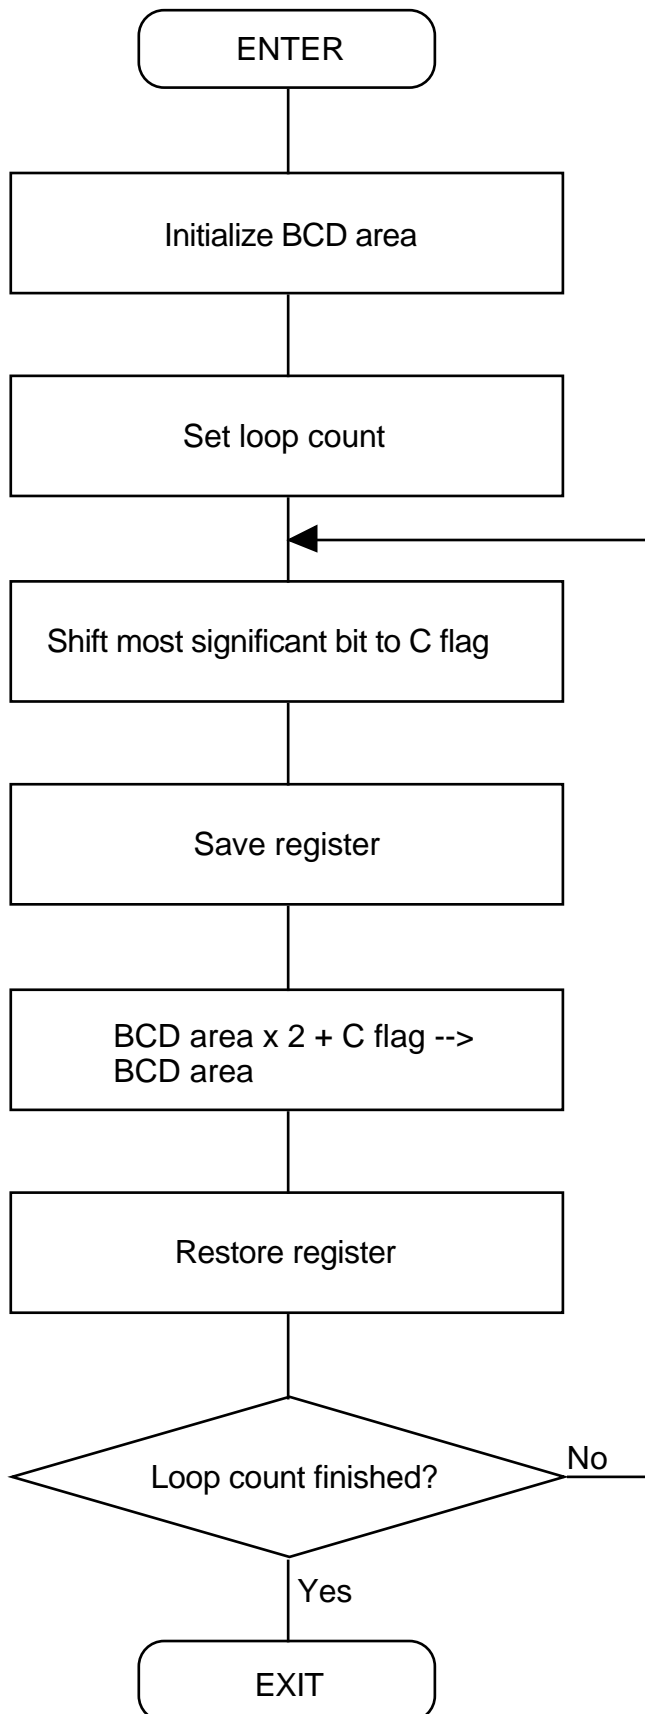 ENTER
Initialize BCD area
Set loop count
Shift most significant bit to C flag
Save register
BCD area x 2 + C flag -->
BCD area
Restore register
Loop count finished?
No
Yes
EXIT